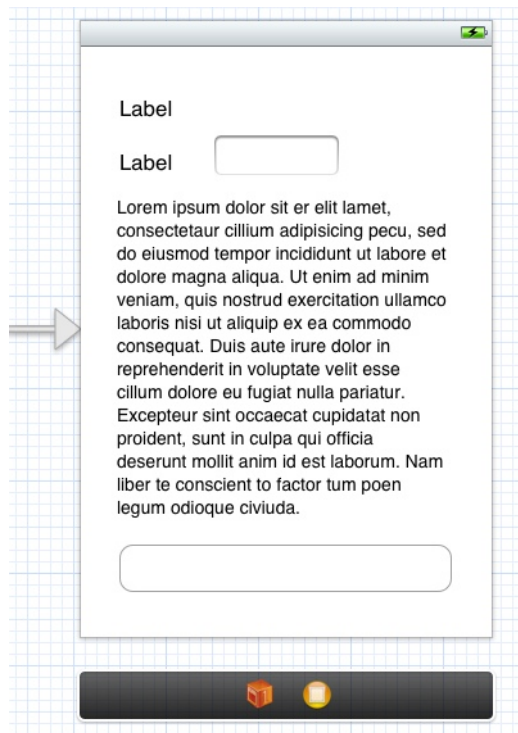 Label
Label
Lorem ipsum dolor sit er elit lamet,
consectetaur cillium adipisicing pecu, sed
do eiusmod tempor incididunt ut labore et
dolore magna aliqua. Ut enim ad minim
veniam, quis nostrud exercitation ullamco
laboris nisi ut aliquip ex ea commodo
consequat. Duis aute irure dolor in
reprehenderit in voluptate velit esse
cillum dolore eu fugiat nulla pariatur.
Excepteur sint occaecat cupidatat non
proident, sunt in culpa qui officia
deserunt mollit anim id est laborum. Nam
liber te conscient to factor tum poen
legum odioque civiuda.